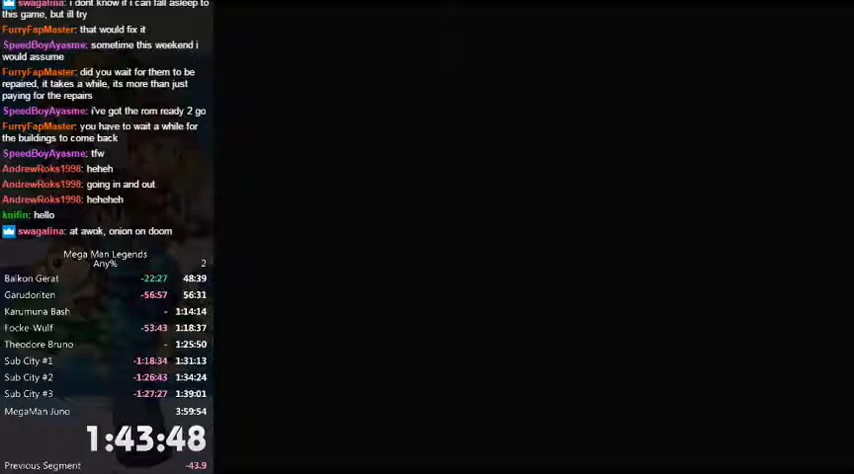 swagalina: i dont know if i can fall asleep to
this game, but ill try
FurryFapMaster: that would fix it
SpeedBoyAyasme: sometime this weekend i
would assume
FurryFapMaster: did you wait for them to be
repaired, it takes a while, its more than just
paying for the repairs
SpeedBoyAyasme: i've got the rom ready 2 go
FurryFapMaster: you have to wait a while for
the buildings to come back
SpeedBoyAyasme: tfw
AndrewRoks1998: heheh
AndrewRoks1998: going in and out
AndrewRoks1998: heheheh
knifin: hello
swagalina: at awok, onion on doom
Mega Man Legends
Any% 2
Balkon Gerat -22:27 48:39
Garudoriten -56:57 56:31
Karumuna Bash - 1:14:14
Focke-Wulf -53:43 1:18:37
Theodore Bruno - 1:25:50
Sub City #1 -1:18:34 1:31:13
Sub City #2 -1:26:43 1:34:24
Sub City #3 -1:27:27 1:39:01
MegaMan Juno 3:59:54
1:43:48
Previous Segment -43.9